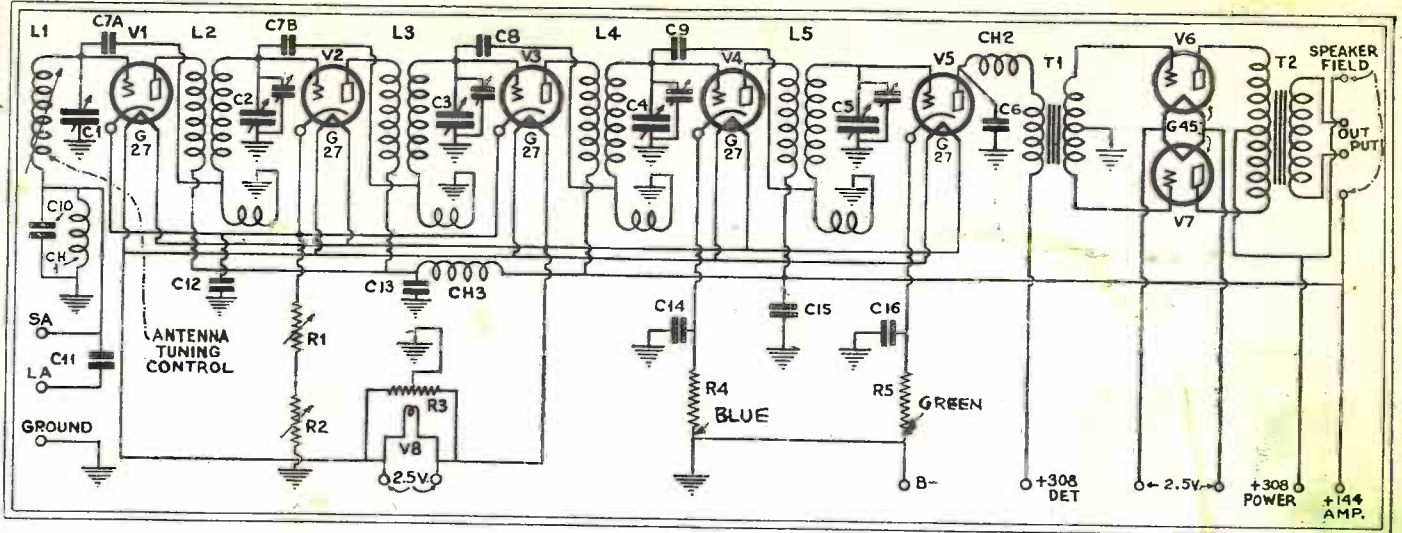 L1
C7A
V1
L2
C7B
V2
L3
C8
V3
L4
C9
V4
L5
V5
CH2
T1
V6
T2
SPEAKER
FIELD
C1
C2
C3
C4
C5
C6
G
27
G
27
G
27
G
27
G
27
G45
OUT
PUT
V7
C10
CH
1
C12
C13
CH3
SA
C11
LA
ANTENNA
TUNING
CONTROL
R1
R2
R3
V8
2.5V.
C14
C15
C16
R4
BLUE
R5
GREEN
GROUND
B-
+308
DET
2.5V
+308
POWER
+144
AMP.